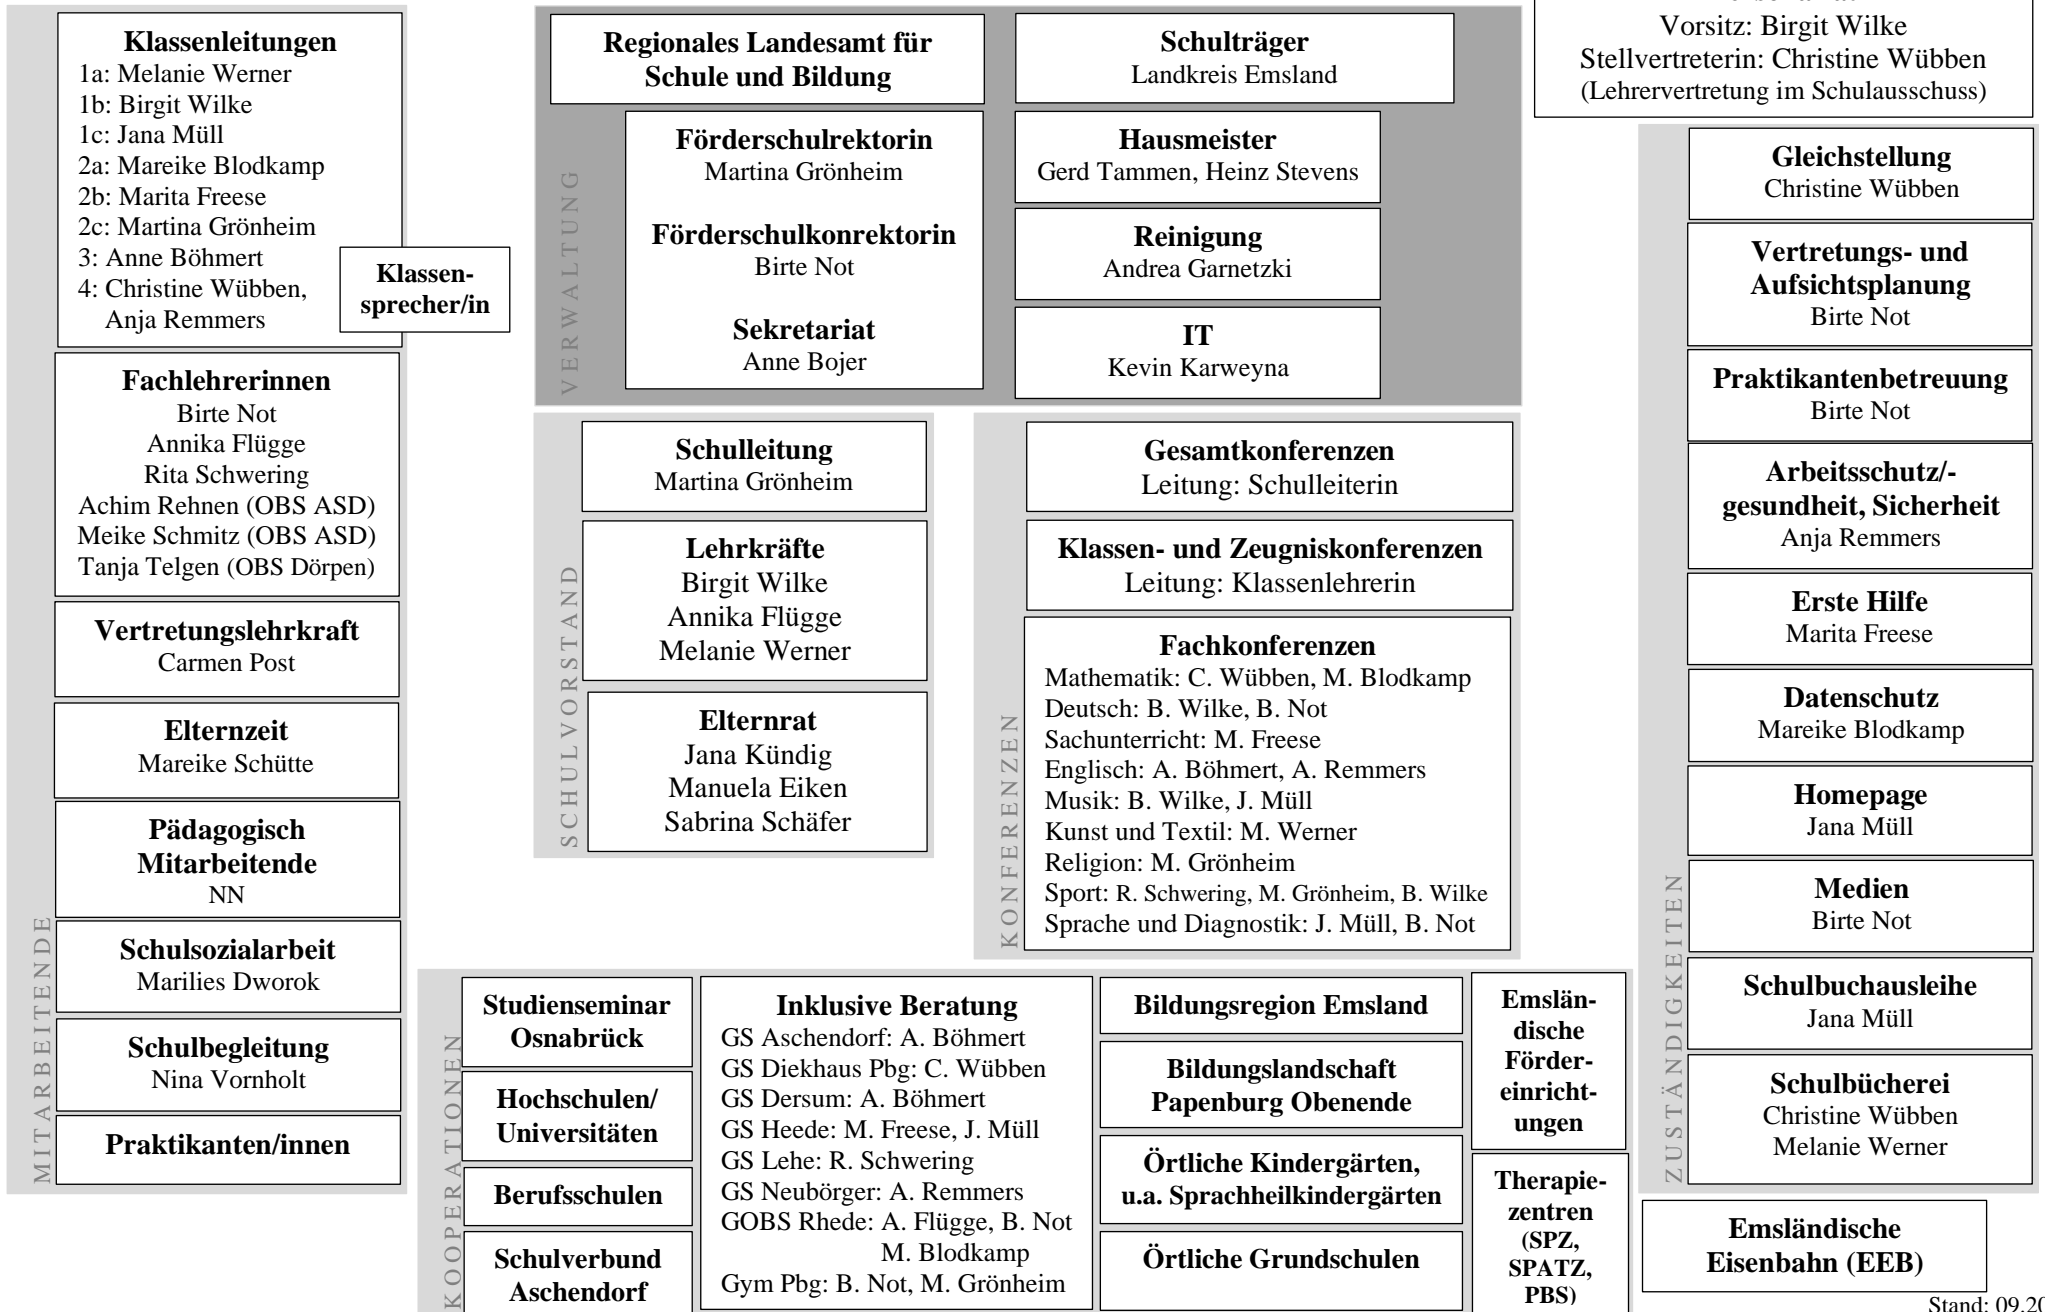 Klassenleitungen
1a: Melanie Werner
1b: Birgit Wilke
1c: Jana Müll
2a: Mareike Blodkamp
2b: Marita Freese
2c: Martina Grönheim
3: Anne Böhmert
4: Christine Wübben,
Anja Remmers
Klassen-
sprecher/in
Fachlehrerinnen
Birte Not
Annika Flügge
Rita Schwering
Achim Rehnen (OBS ASD)
Meike Schmitz (OBS ASD)
Tanja Telgen (OBS Dörpen)
Vertretungslehrkraft
Carmen Post
Elternzeit
Mareike Schütte
Pädagogisch
Mitarbeitende
NN
Schulsozialarbeit
Marilies Dworok
Schulbegleitung
Nina Vornholt
Praktikanten/innen
MITARBEITENDE
Regionales Landesamt für
Schule und Bildung
Schulträger
Landkreis Emsland
VERWALTUNG
Förderschulrektorin
Martina Grönheim
Förderschulkonrektorin
Birte Not
Sekretariat
Anne Bojer
Hausmeister
Gerd Tammen, Heinz Stevens
Reinigung
Andrea Garnetzki
IT
Kevin Karweyna
SCHULVORSTAND
Schulleitung
Martina Grönheim
Lehrkräfte
Birgit Wilke
Annika Flügge
Melanie Werner
Elternrat
Jana Kündig
Manuela Eiken
Sabrina Schäfer
KONFERENZEN
Gesamtkonferenzen
Leitung: Schulleiterin
Klassen- und Zeugniskonferenzen
Leitung: Klassenlehrerin
Fachkonferenzen
Mathematik: C. Wübben, M. Blodkamp
Deutsch: B. Wilke, B. Not
Sachunterricht: M. Freese
Englisch: A. Böhmert, A. Remmers
Musik: B. Wilke, J. Müll
Kunst und Textil: M. Werner
Religion: M. Grönheim
Sport: R. Schwering, M. Grönheim, B. Wilke
Sprache und Diagnostik: J. Müll, B. Not
KOOPERATIONEN
Studienseminar
Osnabrück
Hochschulen/
Universitäten
Berufsschulen
Schulverbund
Aschendorf
Inklusive Beratung
GS Aschendorf: A. Böhmert
GS Diekhaus Pbg: C. Wübben
GS Dersum: A. Böhmert
GS Heede: M. Freese, J. Müll
GS Lehe: R. Schwering
GS Neubörger: A. Remmers
GOBS Rhede: A. Flügge, B. Not
M. Blodkamp
Gym Pbg: B. Not, M. Grönheim
Bildungsregion Emsland
Bildungslandschaft
Papenburg Obenende
Örtliche Kindergärten,
u.a. Sprachheilkindergärten
Örtliche Grundschulen
Emslän-
dische
Förder-
einricht-
ungen
Therapie-
zentren
(SPZ,
SPATZ,
PBS)
Vorsitz: Birgit Wilke
Stellvertreterin: Christine Wübben
(Lehrervertretung im Schulausschuss)
ZUSTÄNDIGKEITEN
Gleichstellung
Christine Wübben
Vertretungs- und
Aufsichtsplanung
Birte Not
Praktikantenbetreuung
Birte Not
Arbeitsschutz/-
gesundheit, Sicherheit
Anja Remmers
Erste Hilfe
Marita Freese
Datenschutz
Mareike Blodkamp
Homepage
Jana Müll
Medien
Birte Not
Schulbuchausleihe
Jana Müll
Schulbücherei
Christine Wübben
Melanie Werner
Emsländische
Eisenbahn (EEB)
Stand: 09.20